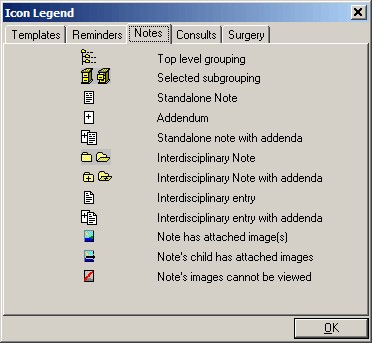 Icon Legend
Templates Reminders Notes Consults Surgery
Top level grouping
Selected subgrouping
Standalone Note
Addendum
Standalone note with addenda
Interdisciplinary Note
Interdisciplinary Note with addenda
Interdisciplinary entry
Interdisciplinary entry with addenda
Note has attached image(s)
Note's child has attached images
Note's images cannot be viewed
OK